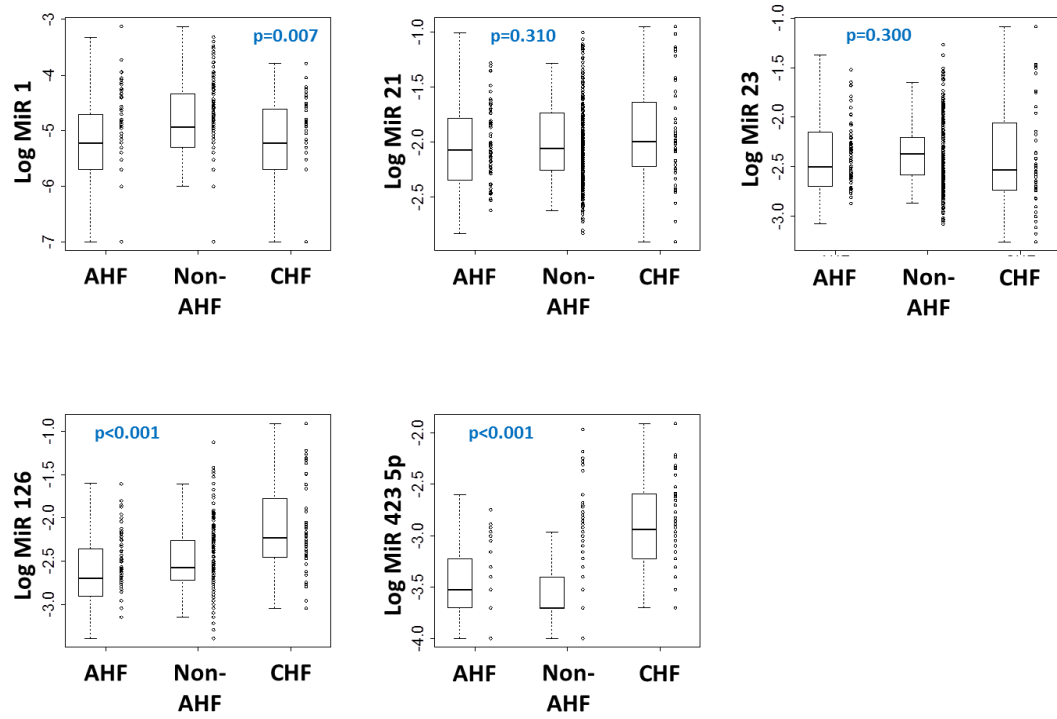 Log MiR 1
-3
-4
-5
-6
-7
p=0.007
AHF
Non-
AHF
CHF
Log MiR 21
-1.0
-1.5
-2.0
-2.5
p=0.310
AHF
Non-
AHF
CHF
Log MiR 23
-1.0
-1.5
-2.0
-2.5
-3.0
p=0.300
AHF
Non-
AHF
CHF
Log MiR 126
-1.0
-1.5
-2.0
-2.5
-3.0
p<0.001
AHF
Non-
AHF
CHF
Log MiR 423 5p
-2.0
-2.5
-3.0
-3.5
-4.0
p<0.001
AHF
Non-
AHF
CHF